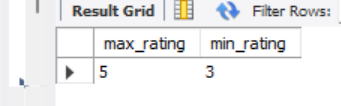 Result Grid Filter Rows:
max_rating min_rating
5 3